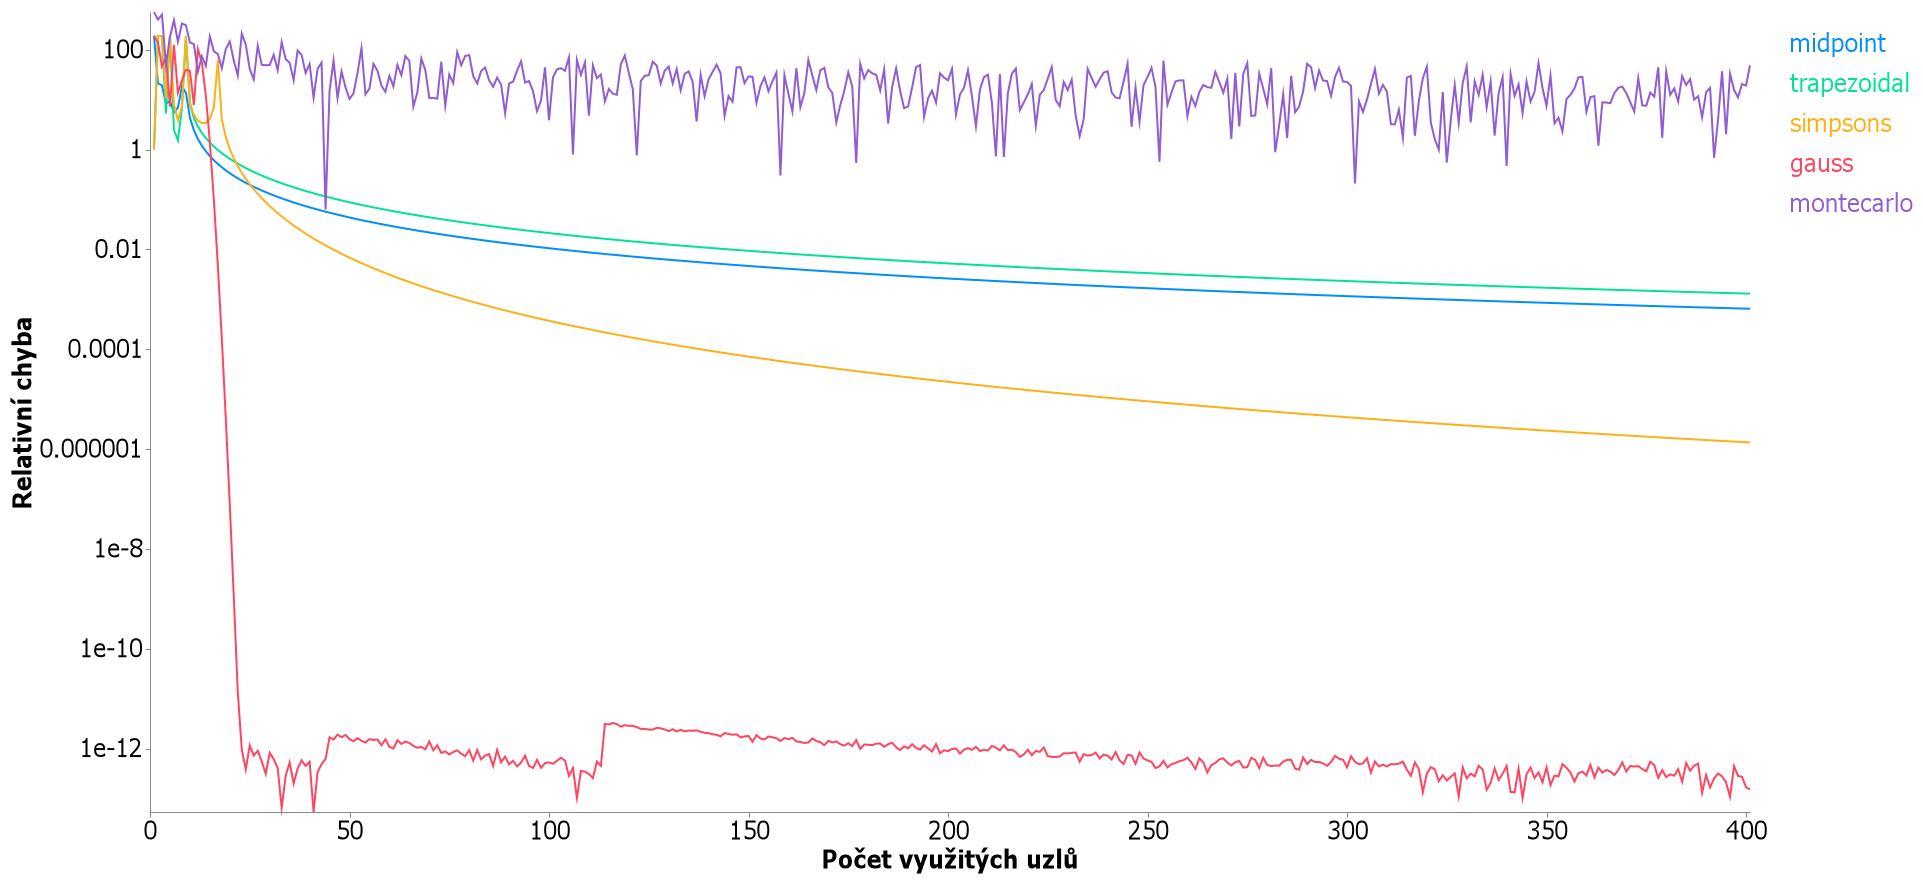 midpoint
trapezoidal
simpsons
gauss
montecarlo
Relativní chyba
100
1
0.01
0.0001
0.000001
1e-8
1e-10
1e-12
0 50 100 150 200 250 300 350 400
Počet využitých uzlů